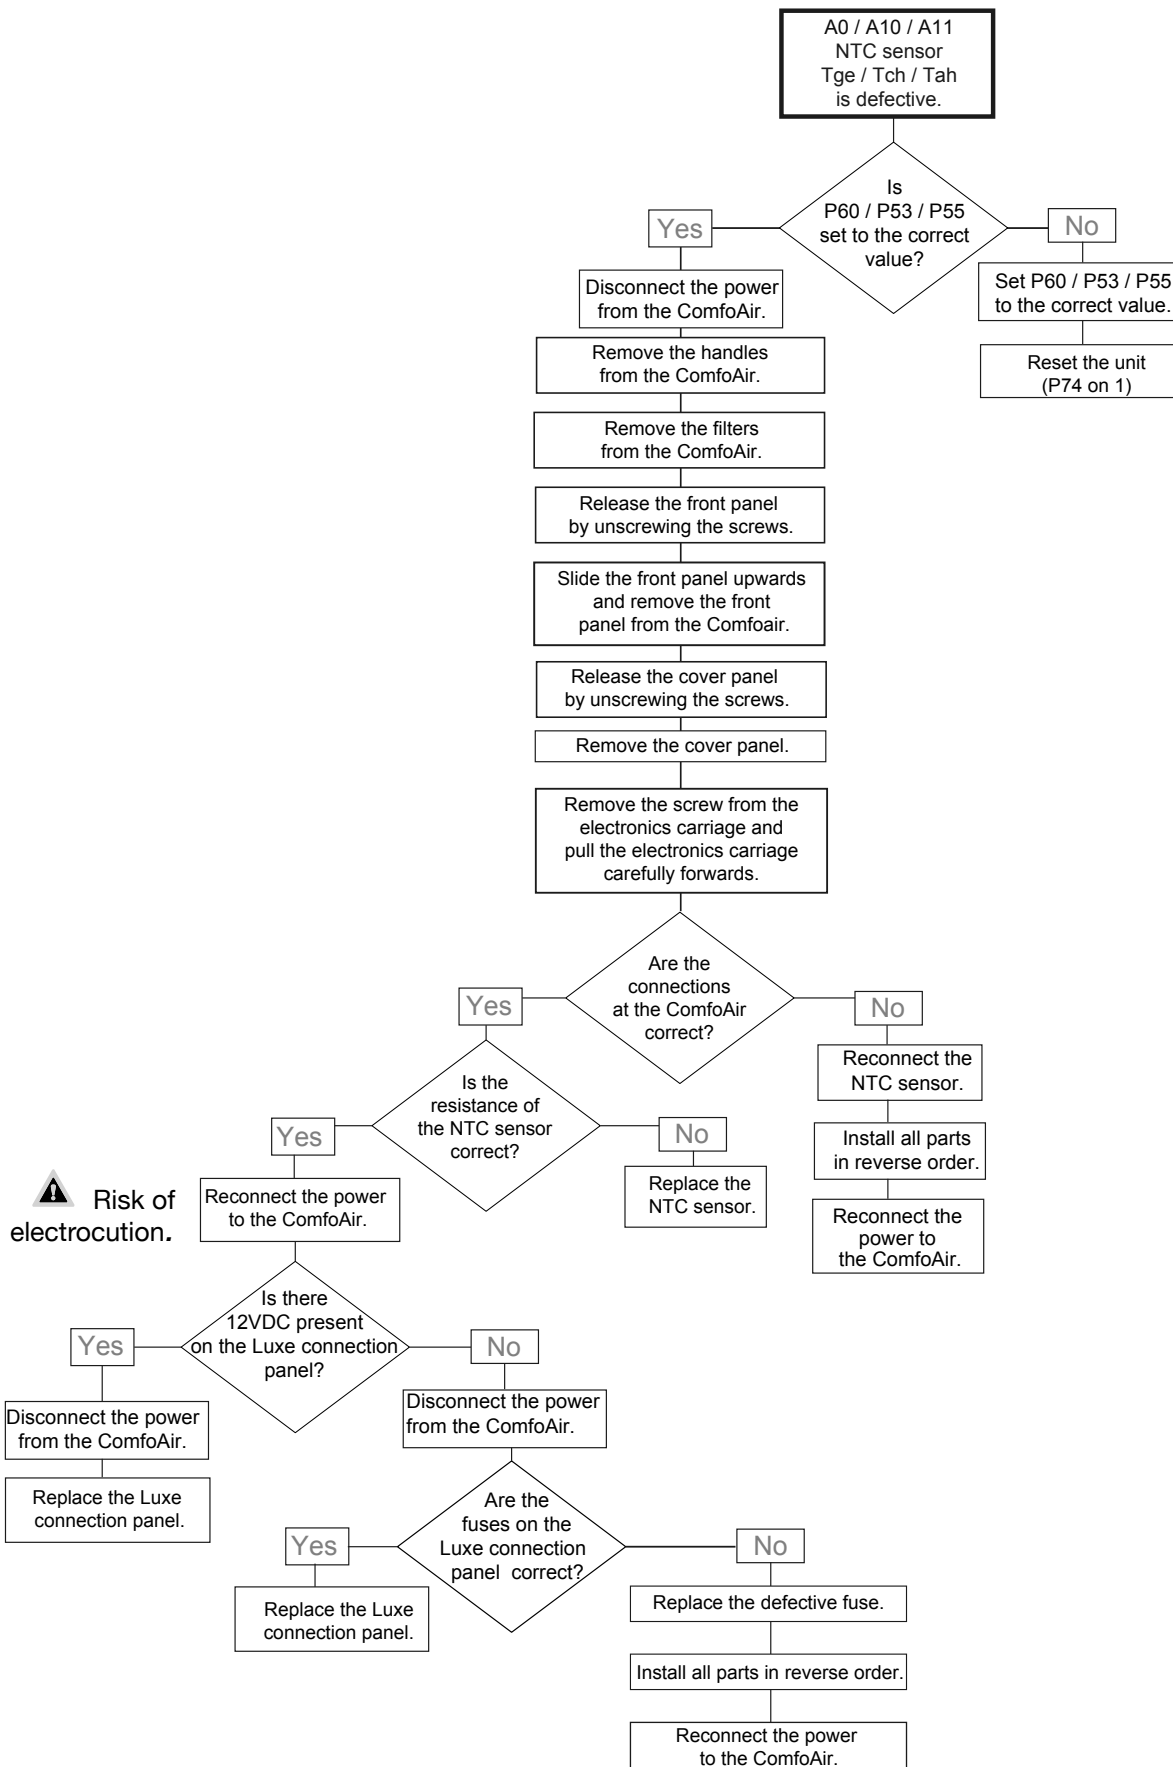 A0 / A10 / A11
NTC sensor
Tge / Tch / Tah
is defective.
Is
P60 / P53 / P55
set to the correct
value?
Yes
No
Disconnect the power
from the ComfoAir.
Set P60 / P53 / P55
to the correct value.
Remove the handles
from the ComfoAir.
Reset the unit
(P74 on 1)
Remove the filters
from the ComfoAir.
Release the front panel
by unscrewing the screws.
Slide the front panel upwards
and remove the front
panel from the Comfoair.
Release the cover panel
by unscrewing the screws.
Remove the cover panel.
Remove the screw from the
electronics carriage and
pull the electronics carriage
carefully forwards.
Are the
connections
at the ComfoAir
correct?
Yes
No
Reconnect the
NTC sensor.
Install all parts
in reverse order.
Reconnect the
power to
the ComfoAir.
Is the
resistance of
the NTC sensor
correct?
Yes
No
Replace the
NTC sensor.
Risk of
electrocution.
Reconnect the power
to the ComfoAir.
Is there
12VDC present
on the Luxe connection
panel?
Yes
No
Disconnect the power
from the ComfoAir.
Replace the Luxe
connection panel.
Disconnect the power
from the ComfoAir.
Are the
fuses on the
Luxe connection
panel correct?
Yes
No
Replace the Luxe
connection panel.
Replace the defective fuse.
Install all parts in reverse order.
Reconnect the power
to the ComfoAir.